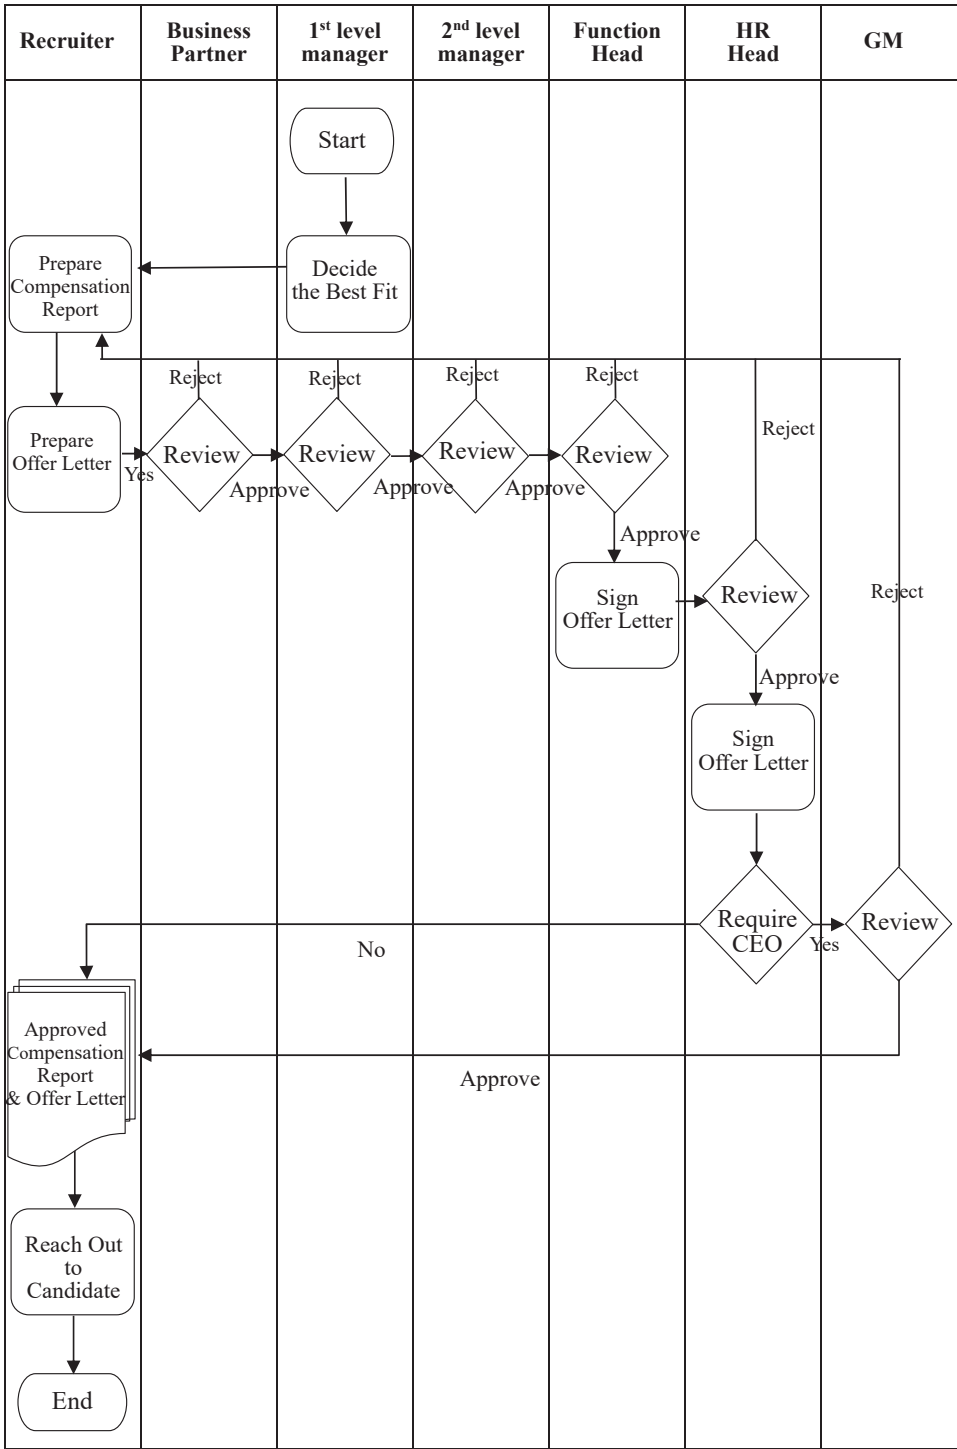 Recruiter
Business
Partner
1st level
manager
2nd level
manager
Function
Head
HR
Head
GM
Start
Prepare
Compensation
Report
Decide
the Best Fit
Reject
Reject
Reject
Reject
Reject
Prepare
Offer Letter
Yes
Review
Approve
Review
Approve
Review
Approve
Review
Approve
Sign
Offer Letter
Review
Reject
Approve
Sign
Offer Letter
Require
CEO
Yes
Review
No
Approved
Compensation
Report
& Offer Letter
Approve
Reach Out
to
Candidate
End